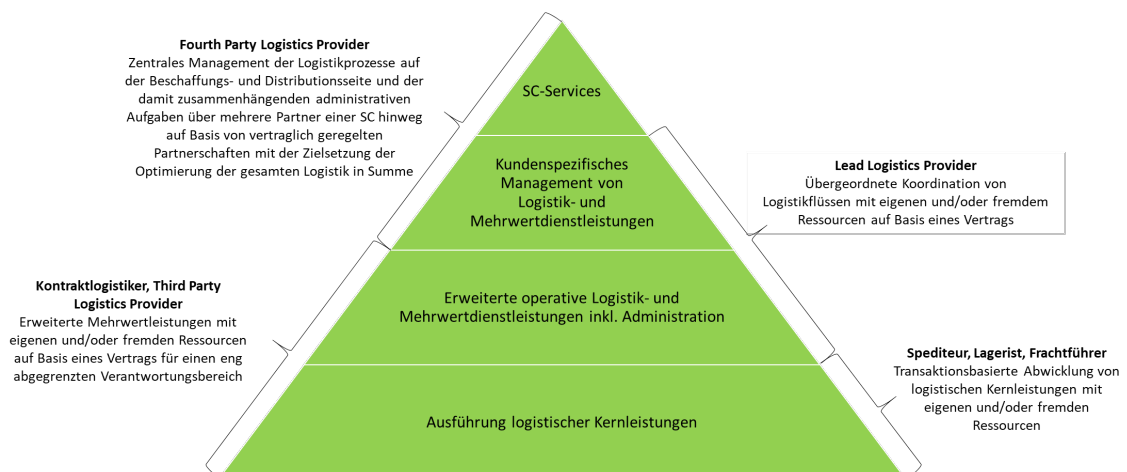 Fourth Party Logistics Provider
Zentrales Management der Logistikprozesse auf
der Beschaffungs- und Distributionsseite und der
damit zusammenhängenden administrativen
Aufgaben über mehrere Partner einer SC hinweg
auf Basis von vertraglich geregelten
Partnerschaften mit der Zielsetzung der
Optimierung der gesamten Logistik in Summe
SC-Services
Kundenspezifisches
Management von
Logistik- und
Mehrwertdienstleistungen
Lead Logistics Provider
Übergeordnete Koordination von
Logistikflüssen mit eigenen und/oder fremdem
Ressourcen auf Basis eines Vertrags
Kontraktlogistiker, Third Party
Logistics Provider
Erweiterte Mehrwertleistungen mit
eigenen und/oder fremden Ressourcen
auf Basis eines Vertrags für einen eng
abgegrenzten Verantwortungsbereich
Erweiterte operative Logistik- und
Mehrwertdienstleistungen inkl. Administration
Spediteur, Lagerist, Frachtführer
Transaktionsbasierte Abwicklung von
logistischen Kernleistungen mit
eigenen und/oder fremden
Ressourcen
Ausführung logistischer Kernleistungen